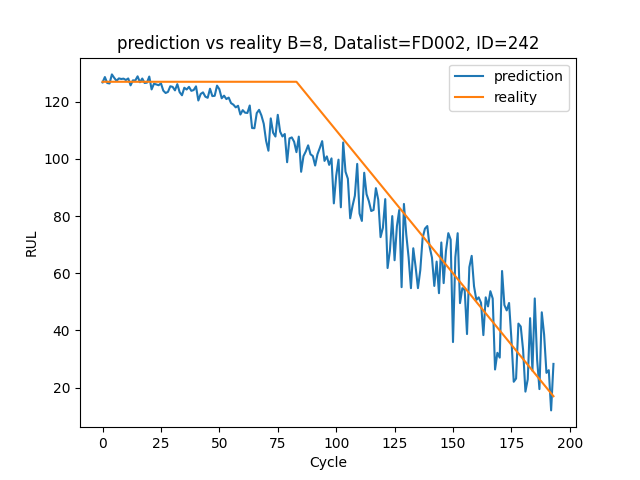 prediction vs reality B=8, Datalist=FD002, ID=242
prediction
reality
RUL
120
100
80
60
40
20
0 25 50 75 100 125 150 175 200
Cycle